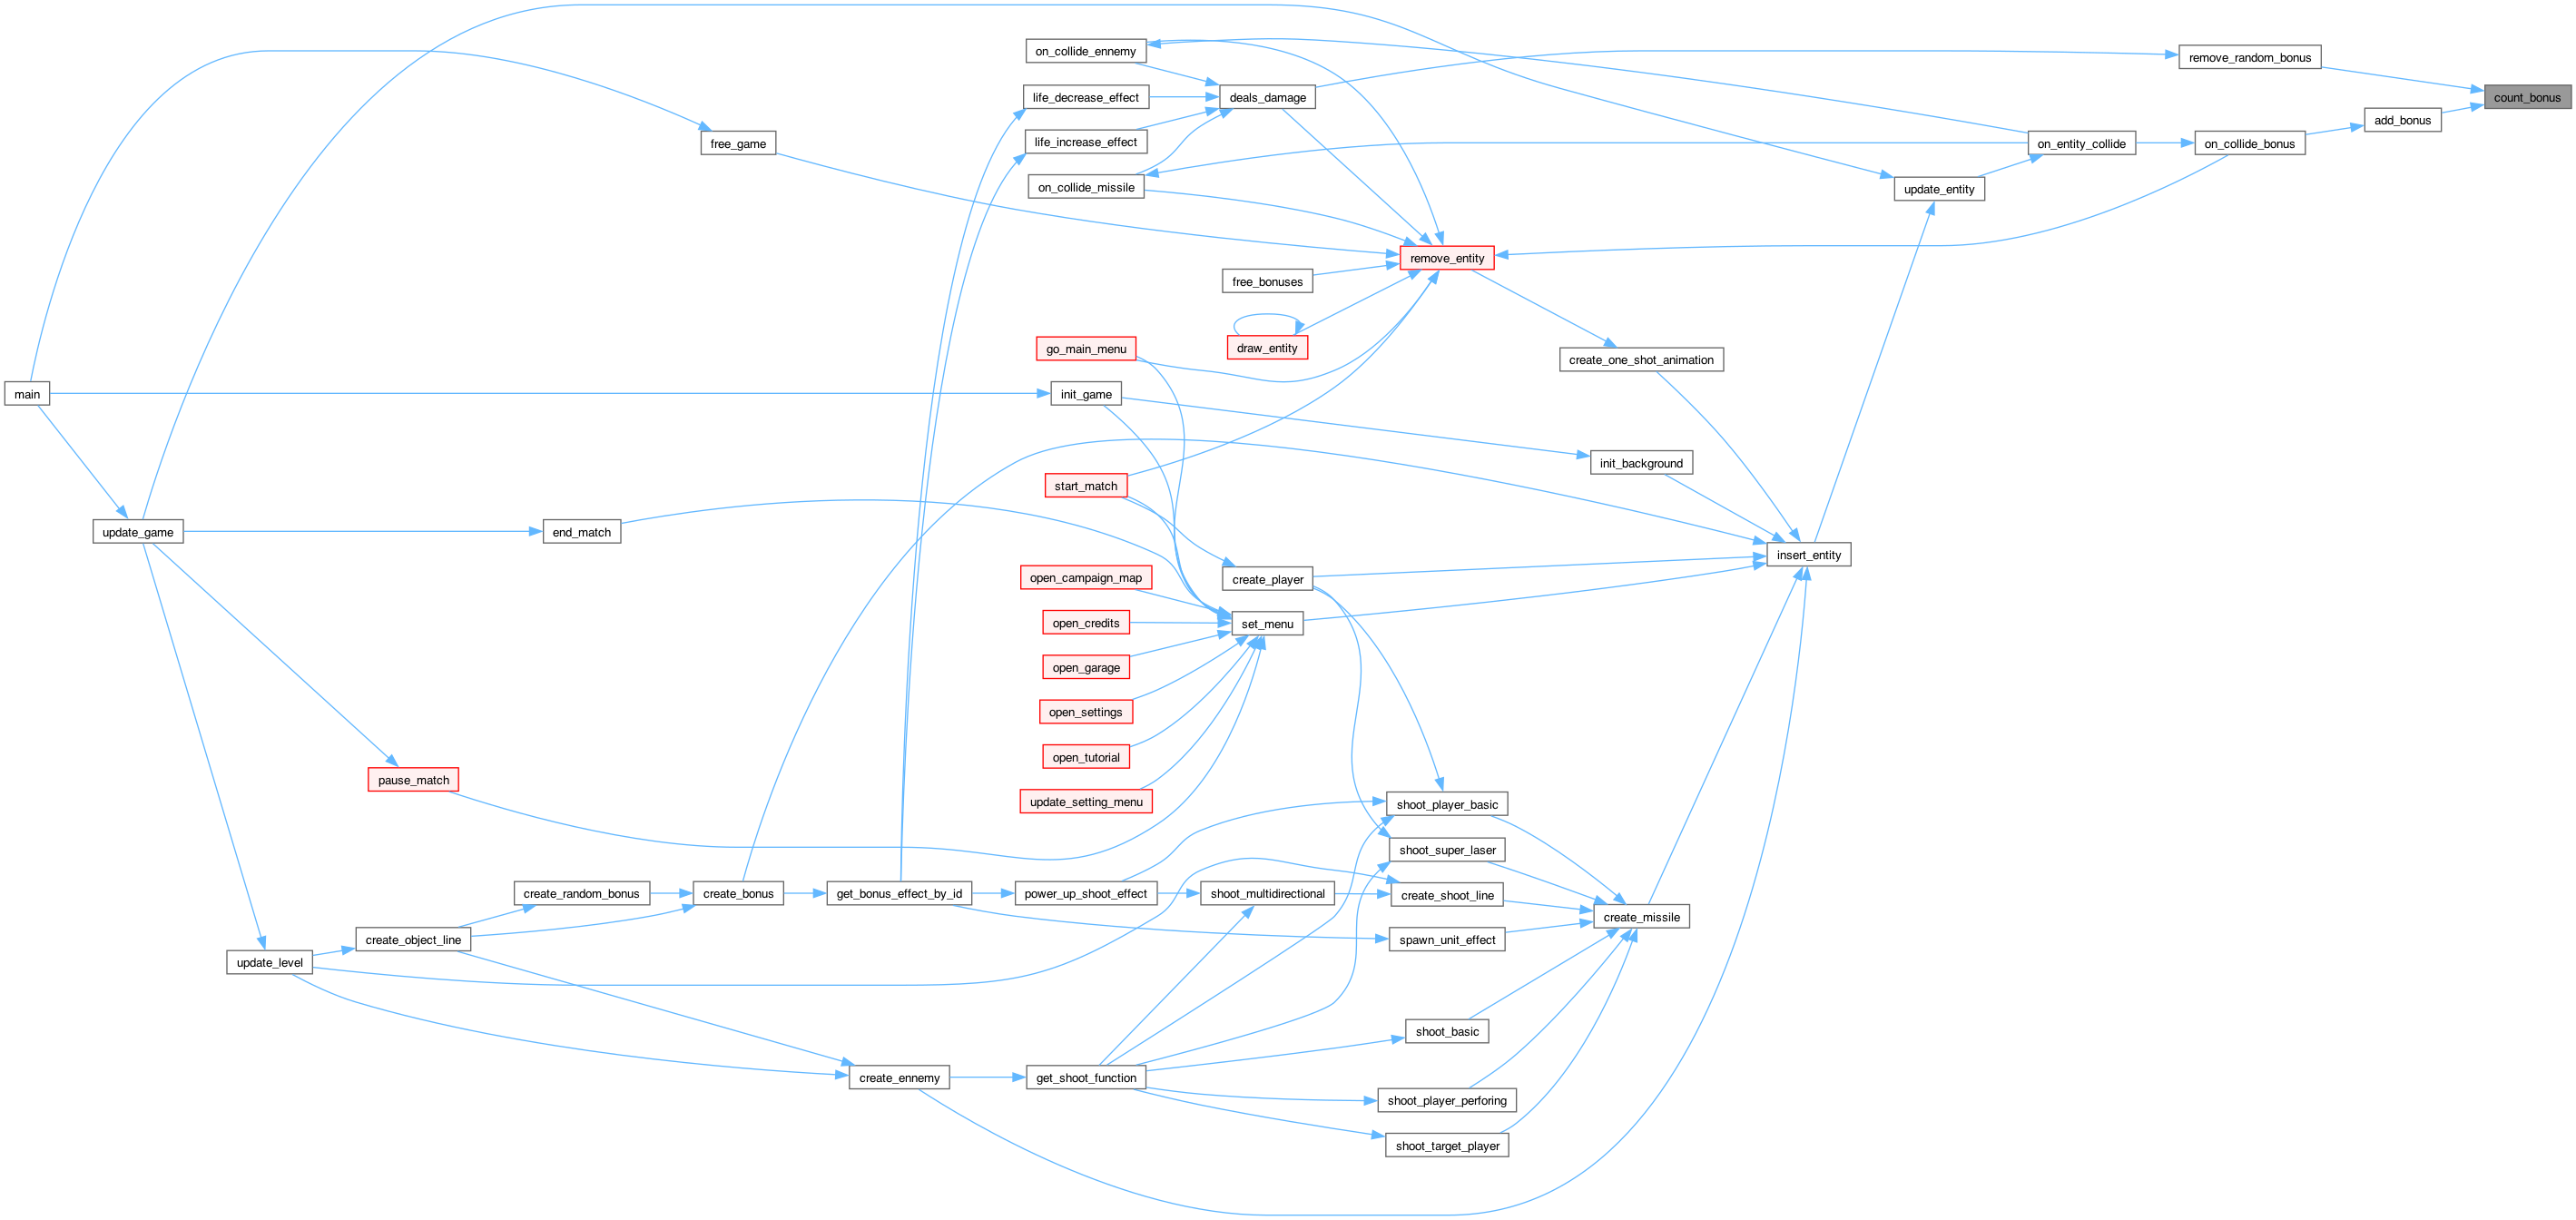 on_collide_ennemy
remove_random_bonus
life_decrease_effect
deals_damage
count_bonus
add_bonus
free_game
life_increase_effect
on_entity_collide
on_collide_bonus
on_collide_missile
update_entity
remove_entity
free_bonuses
go_main_menu
draw_entity
create_one_shot_animation
main
init_game
init_background
start_match
update_game
end_match
insert_entity
open_campaign_map
create_player
open_credits
set_menu
open_garage
open_settings
open_tutorial
pause_match
update_setting_menu
shoot_player_basic
shoot_super_laser
create_random_bonus
create_bonus
get_bonus_effect_by_id
power_up_shoot_effect
shoot_multidirectional
create_shoot_line
create_missile
create_object_line
spawn_unit_effect
update_level
shoot_basic
create_ennemy
get_shoot_function
shoot_player_perforing
shoot_target_player